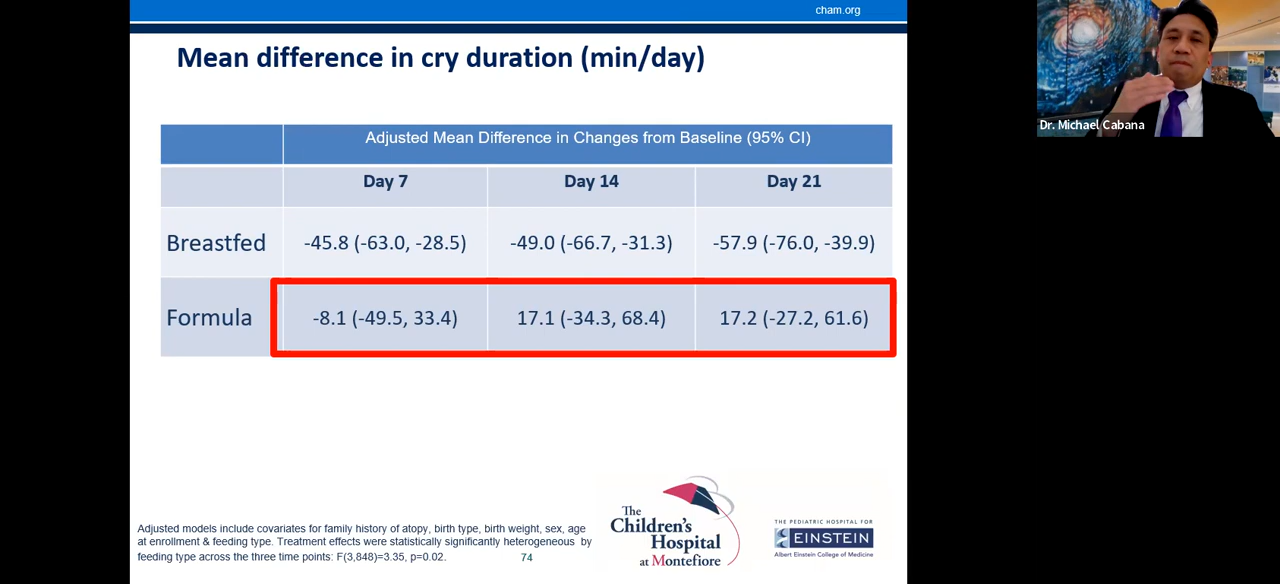 cham.org
Mean difference in cry duration (min/day)
Adjusted Mean Difference in Changes from Baseline (95% CI)
Day 7 Day 14 Day 21
Breastfed -45.8 (-63.0, -28.5) -49.0 (-66.7, -31.3) -57.9 (-76.0, -39.9)
Formula -8.1 (-49.5, 33.4) 17.1 (-34.3, 68.4) 17.2 (-27.2, 61.6)
Adjusted models include covariates for family history of atopy, birth type, birth weight, sex, age
at enrollment & feeding type. Treatment effects were statistically significantly heterogeneous by
feeding type across the three time points: F(3,848)=3.35, p=0.02.
74
The
Children's
Hospital
at Montefiore
THE PEDIATRIC HOSPITAL FOR
EINSTEIN
Albert Einstein College of Medicine
Dr. Michael Cabana